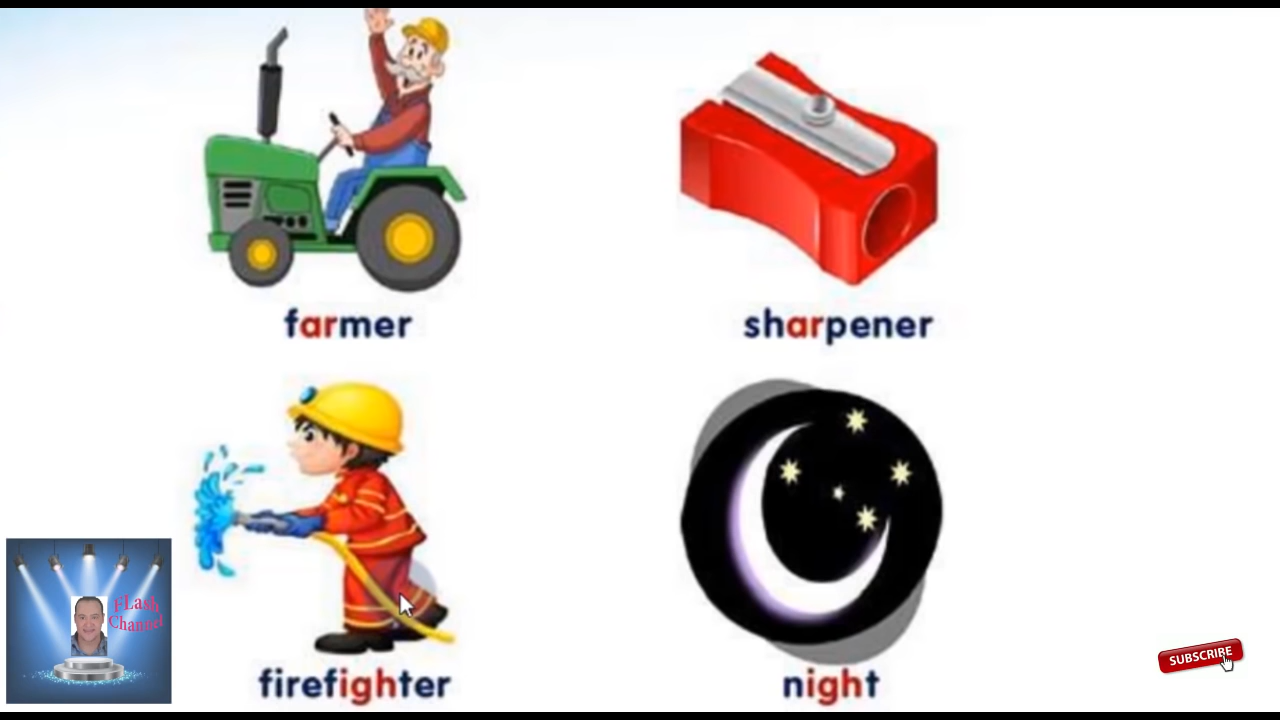 farmer
sharpener
firefighter
night
FLash
Channel
SUBSCRIBE